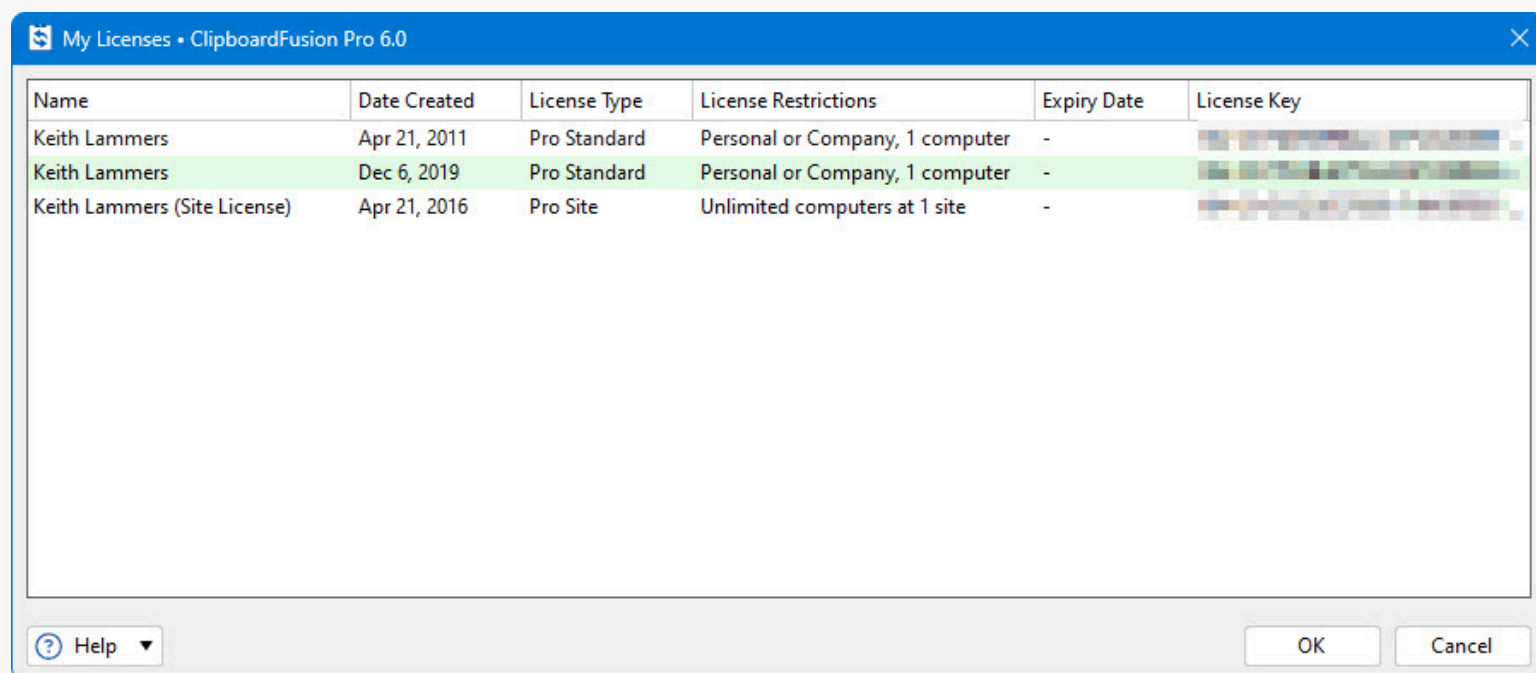 My Licenses • ClipboardFusion Pro 6.0
Name Date Created License Type License Restrictions Expiry Date License Key
Keith Lammers Apr 21, 2011 Pro Standard Personal or Company, 1 computer -
Keith Lammers Dec 6, 2019 Pro Standard Personal or Company, 1 computer -
Keith Lammers (Site License) Apr 21, 2016 Pro Site Unlimited computers at 1 site -
Help OK Cancel